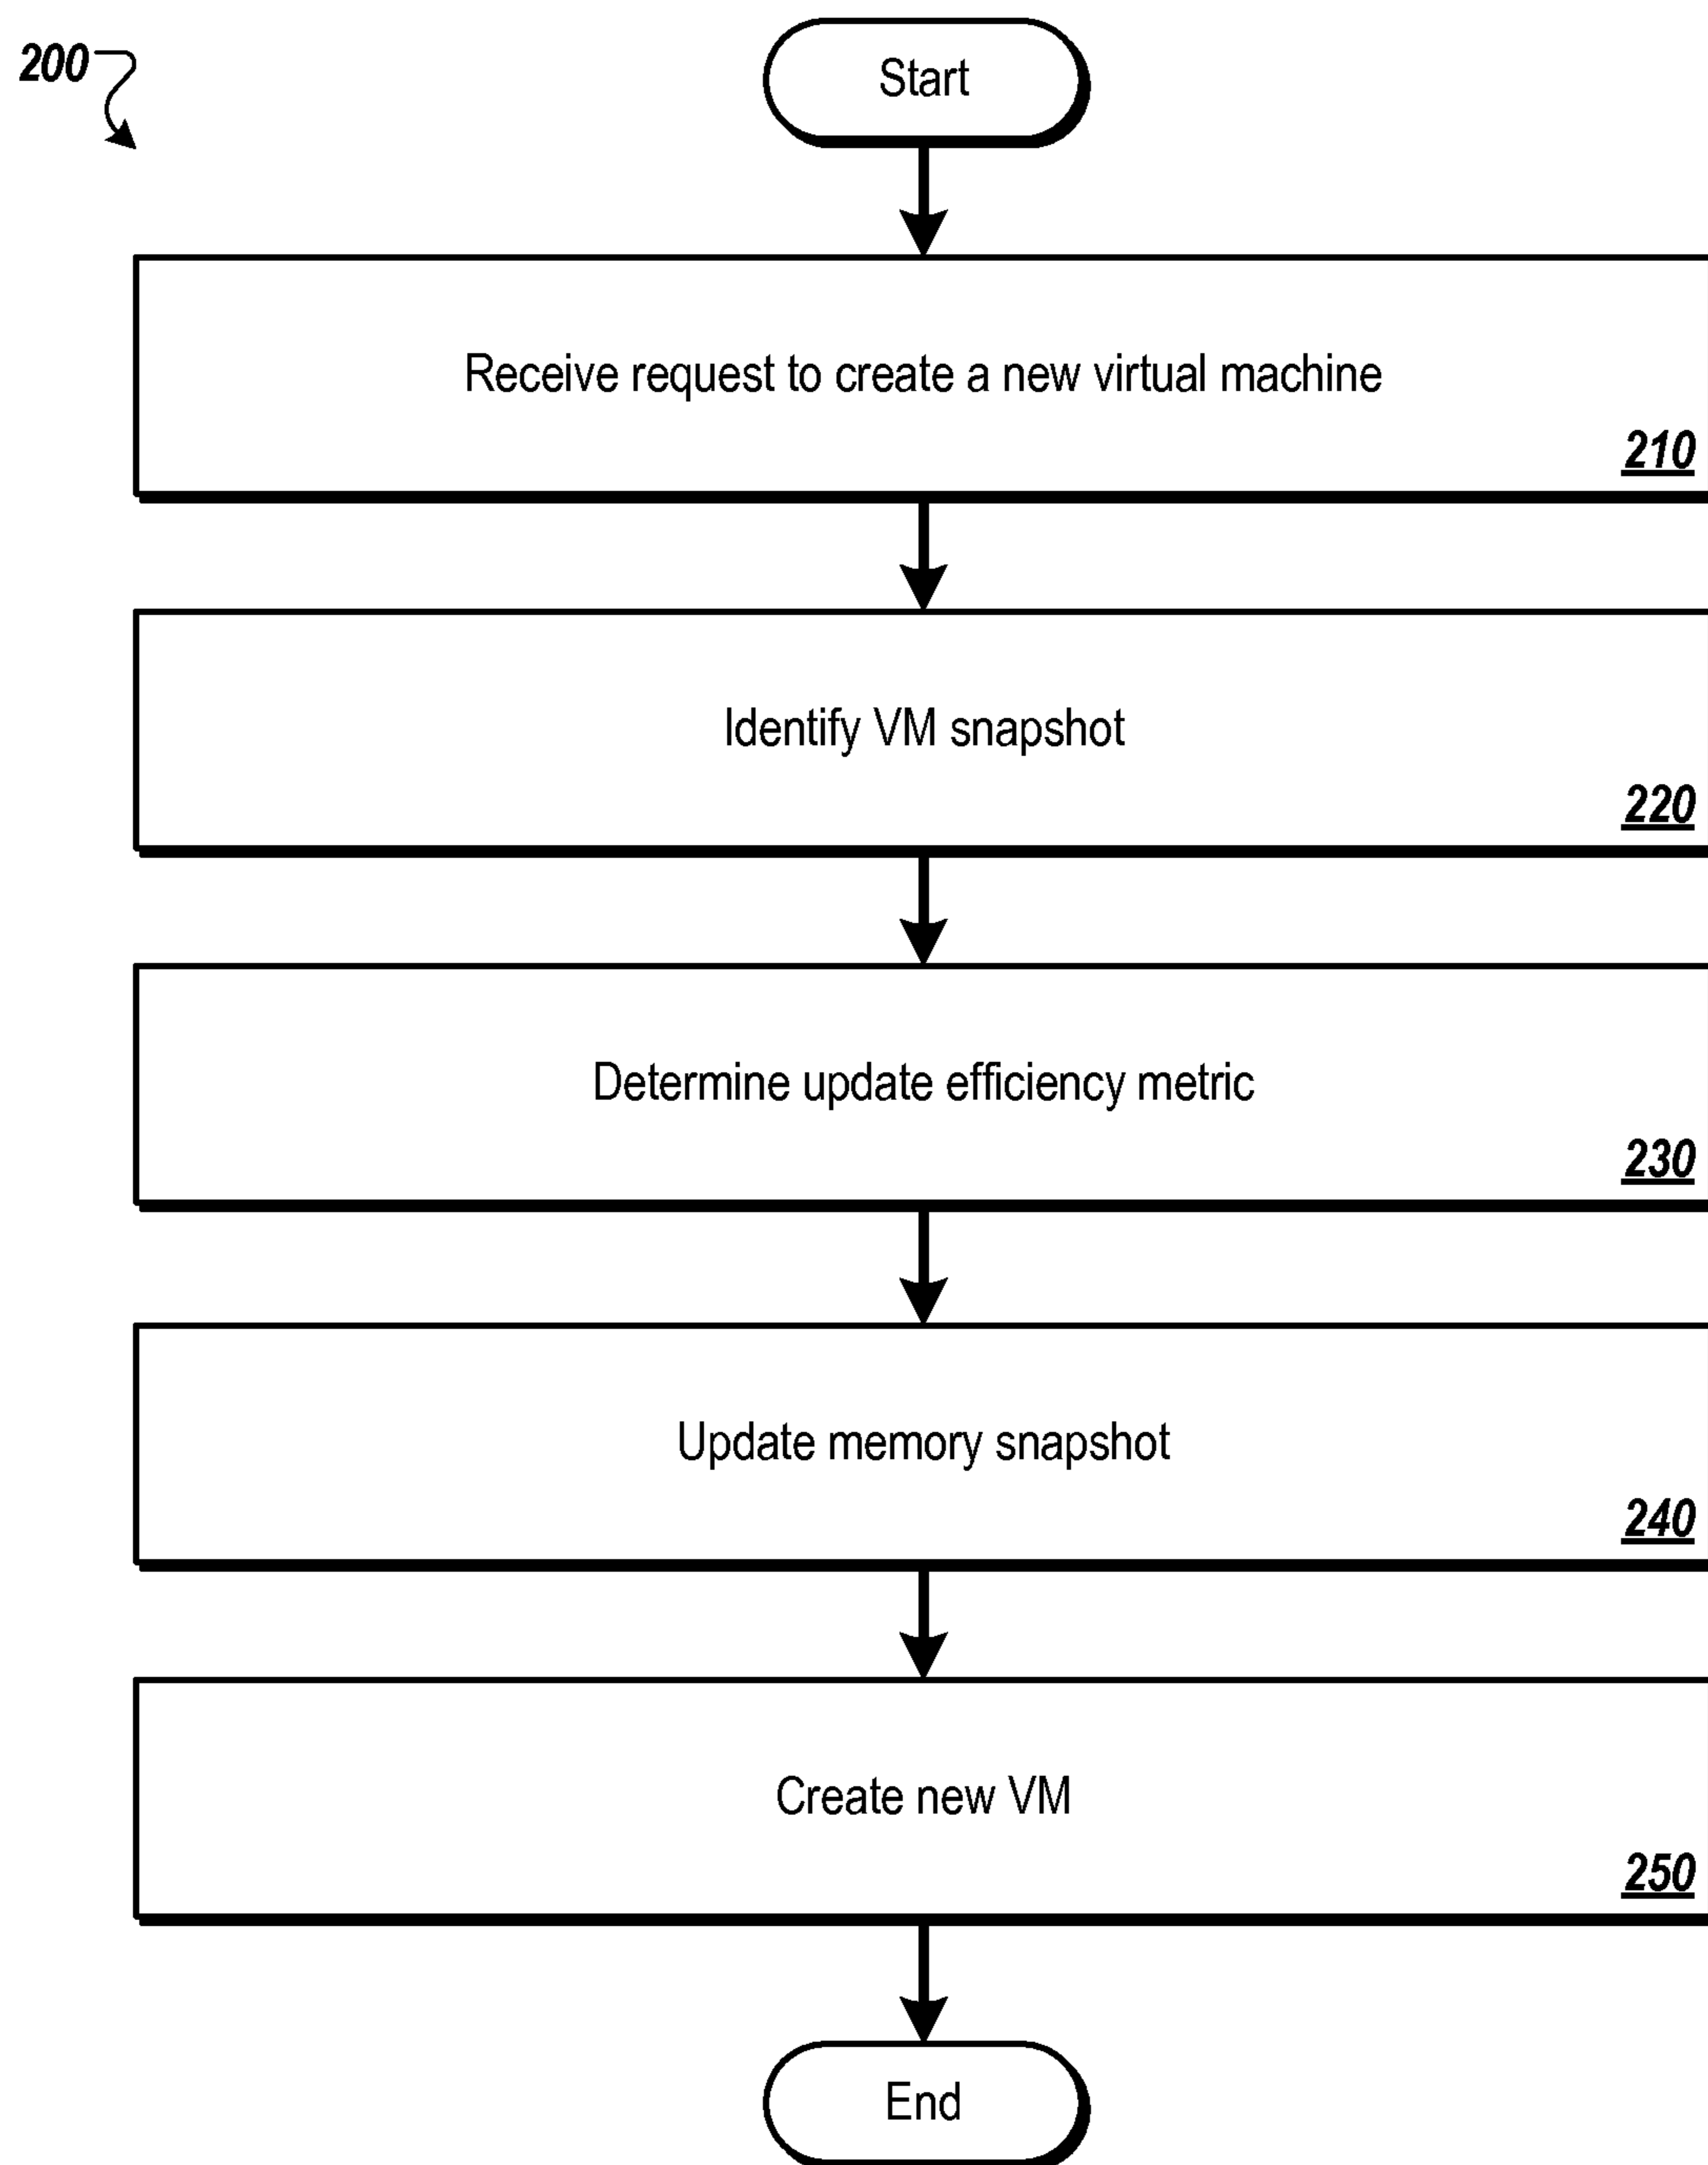 200
Start
Receive request to create a new virtual machine
210
Identify VM snapshot
220
Determine update efficiency metric
230
Update memory snapshot
240
Create new VM
250
End